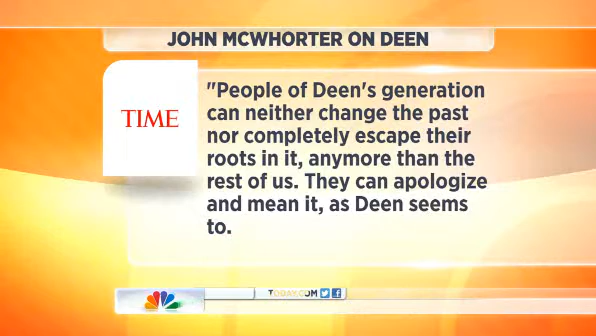 JOHN MCWHORTER ON DEEN
TIME
"People of Deen's generation
can neither change the past
nor completely escape their
roots in it, anymore than the
rest of us. They can apologize
and mean it, as Deen seems
to.
TODAY.COM